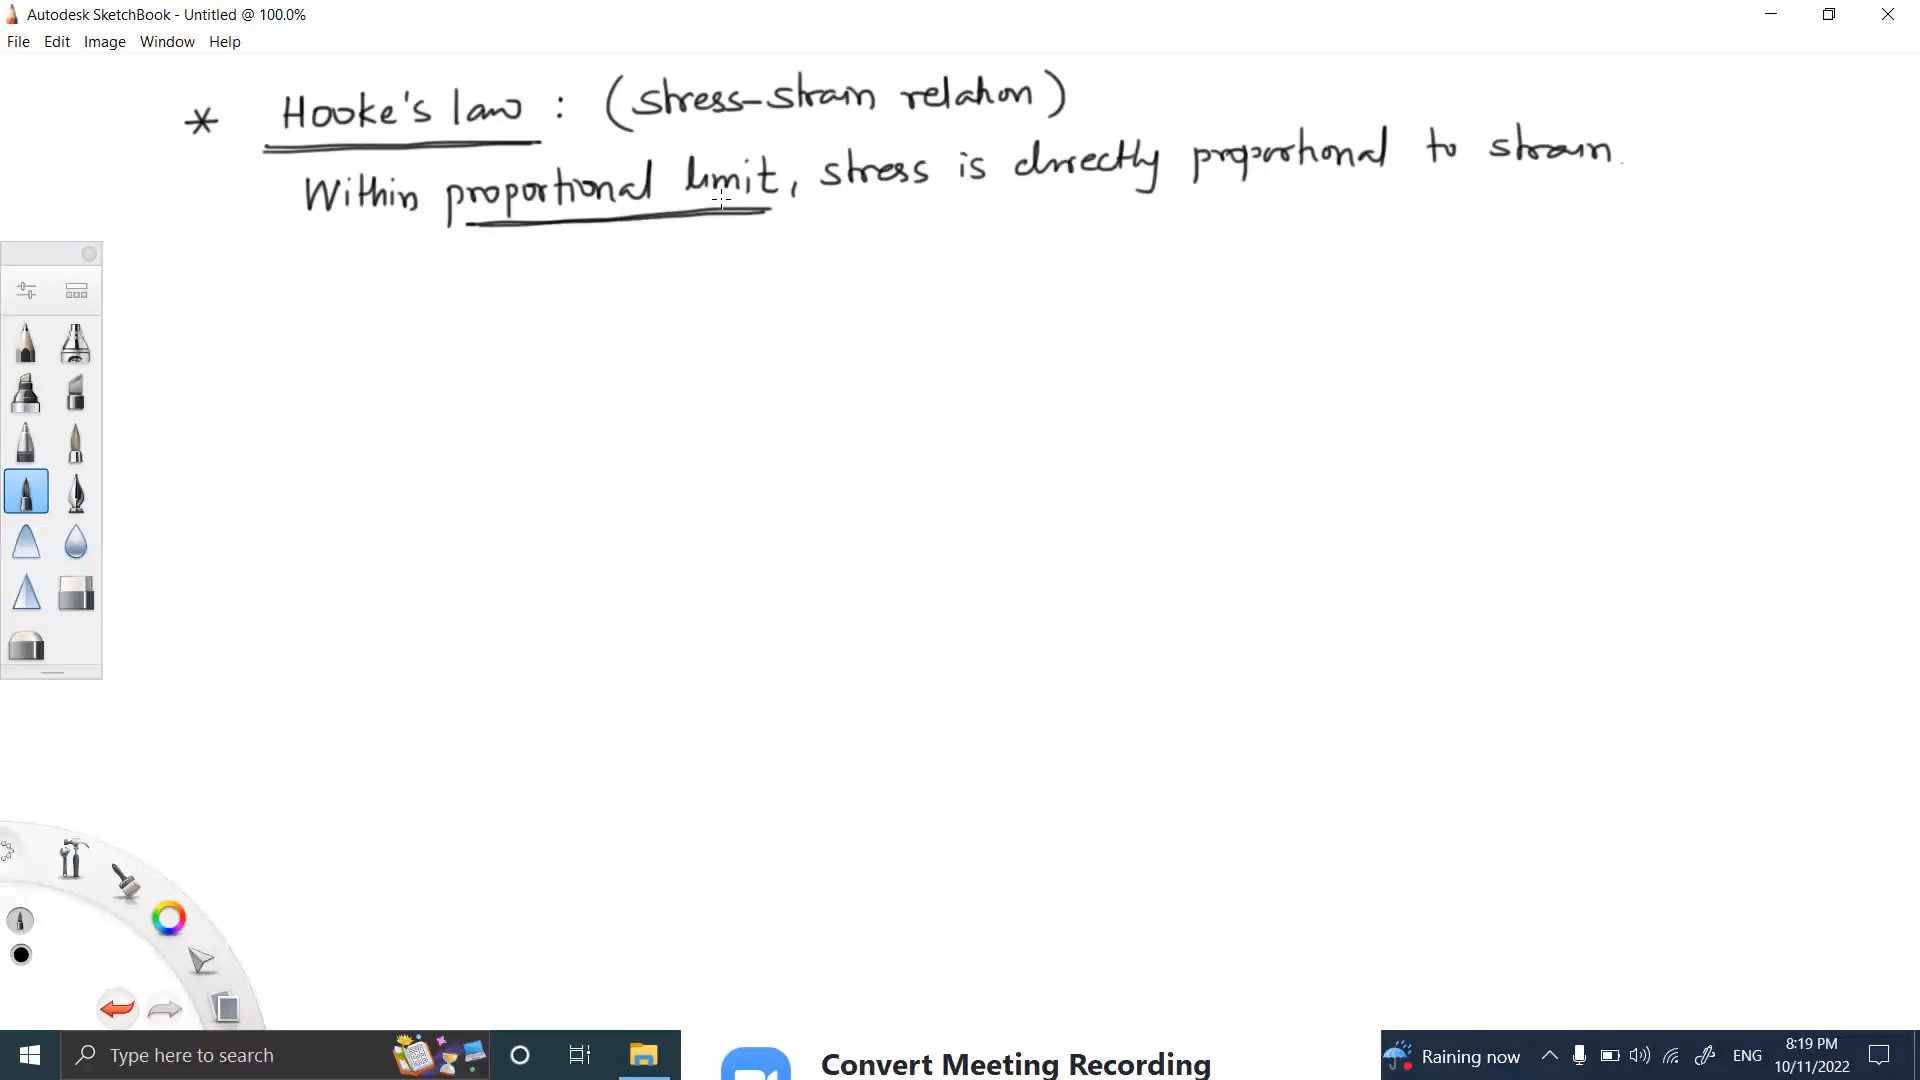 Autodesk SketchBook - Untitled @ 100.0%
File Edit Image Window Help
* Hooke's law : (stress-strain relation)
Within proportional limit, stress is directly proportional to strain.
Type here to search
Convert Meeting Recording
Raining now
ENG
8:19 PM
10/11/2022